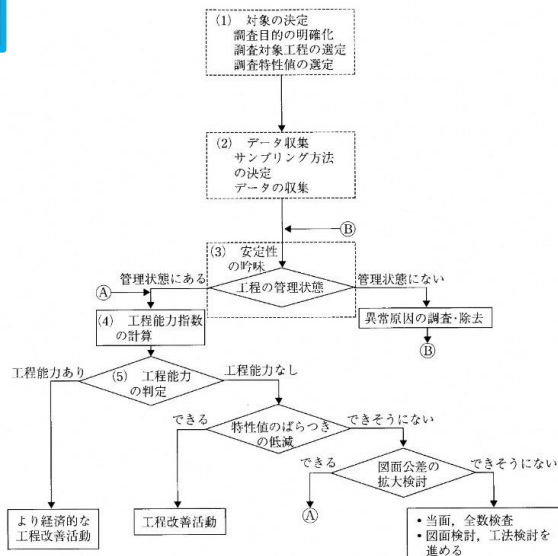 (1) 対象の決定
調査目的の明確化
調査対象工程の選定
調査特性値の選定
(2) データ収集
サンプリング方法
の決定
データの収集
Ⓑ
(3) 安定性
の吟味
管理状態にある
管理状態にない
工程の管理状態
Ⓐ
(4) 工程能力指数
の計算
異常原因の調査・除去
Ⓑ
工程能力あり
(5) 工程能力
の判定
工程能力なし
できる
特性値のばらつき
の低減
できそうにない
できる
図面公差の
拡大検討
できそうにない
Ⓐ
より経済的な
工程改善活動
工程改善活動
・当面，全数検査
・図面検討，工法検討を
進める